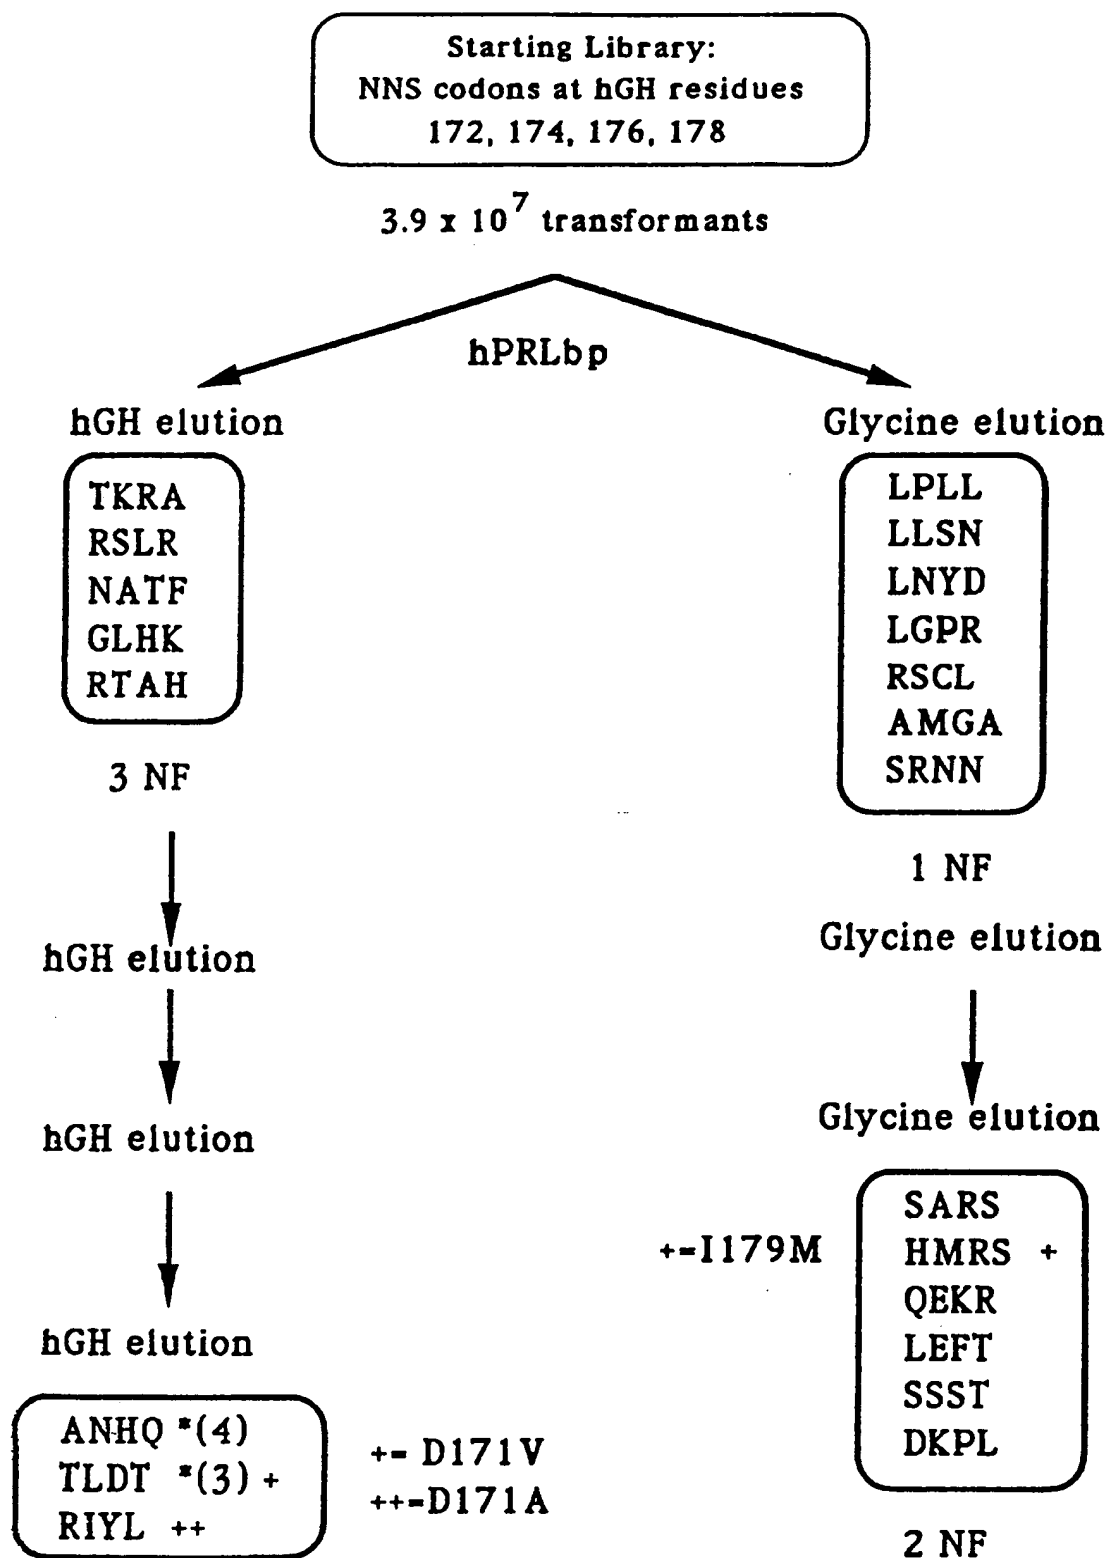 Starting Library:
NNS codons at hGH residues
172, 174, 176, 178
3.9 x 10^7 transformants
hPRLbp
hGH elution
TKRA
RSLR
NATF
GLHK
RTAH
3 NF
hGH elution
hGH elution
hGH elution
ANHQ *(4)
TLDT *(3) +
RIYL ++
+= D171V
++=D171A
Glycine elution
LPLL
LLSN
LNYD
LGPR
RSCL
AMGA
SRNN
1 NF
Glycine elution
Glycine elution
+=I179M
SARS
HMRS +
QEKR
LEFT
SSST
DKPL
2 NF